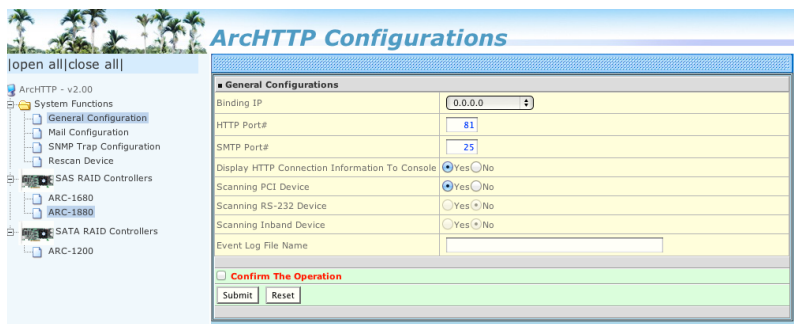 ArcHTTP Configurations
|open all|close all|
ArcHTTP - v2.00
System Functions
General Configuration
Mail Configuration
SNMP Trap Configuration
Rescan Device
SAS RAID Controllers
ARC-1680
ARC-1880
SATA RAID Controllers
ARC-1200
General Configurations
Binding IP 0.0.0.0
HTTP Port# 81
SMTP Port# 25
Display HTTP Connection Information To Console Yes No
Scanning PCI Device Yes No
Scanning RS-232 Device Yes No
Scanning Inband Device Yes No
Event Log File Name
Confirm The Operation
Submit Reset